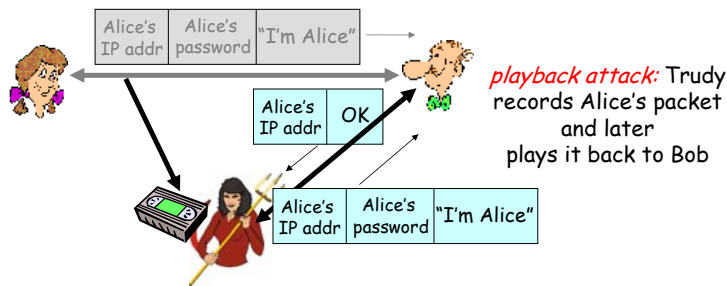 Alice's
IP addr
Alice's
password
"I'm Alice"
Alice's
IP addr
OK
playback attack: Trudy
records Alice's packet
and later
plays it back to Bob
Alice's
IP addr
Alice's
password
"I'm Alice"